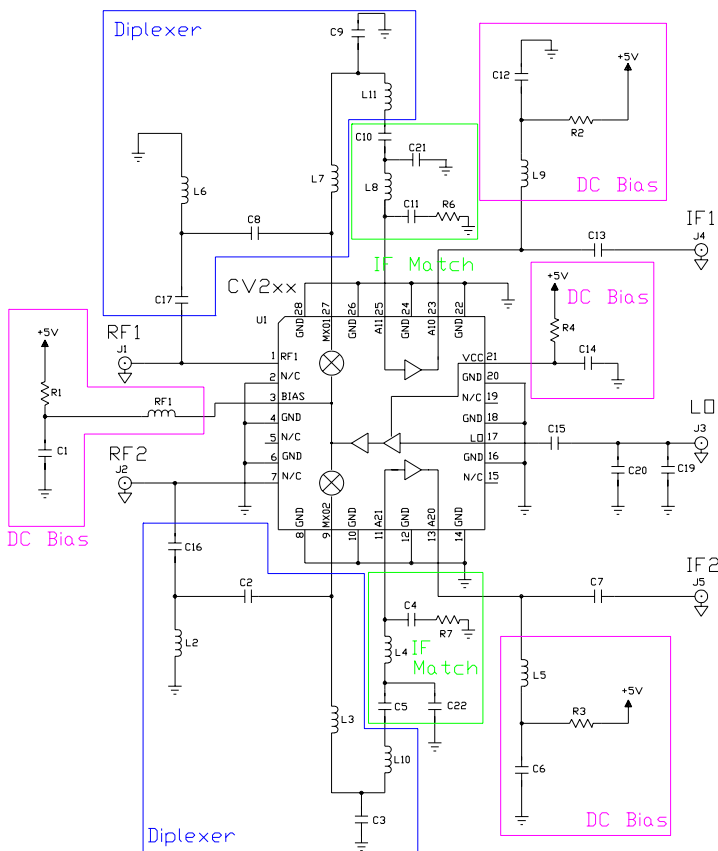 Diplexer
C9
L11
C10
C21
L8
C11
R6
IF Match
L7
L6
C8
C17
C12
+5V
R2
L9
DC Bias
IF1
J4
C13
CV2xx
U1
GND 28
MXO1 27
GND 26
A11 25
GND 24
A1O 23
GND 22
+5V
DC Bias
R4
C14
RF1
J1
1 RF1
2 N/C
3 BIAS
4 GND
5 N/C
6 GND
7 N/C
VCC 21
GND 20
N/C 19
GND 18
LO 17
GND 16
N/C 15
+5V
R1
RF1
C1
DC Bias
RF2
J2
LO
J3
C15
C20
C19
8 GND
9 MXO2
10 GND
11 A21
12 GND
13 A2O
14 GND
C16
C2
L2
L3
IF2
J5
C7
C4
R7
L4
IF
Match
C5
C22
L10
C3
Diplexer
L5
+5V
R3
C6
DC Bias